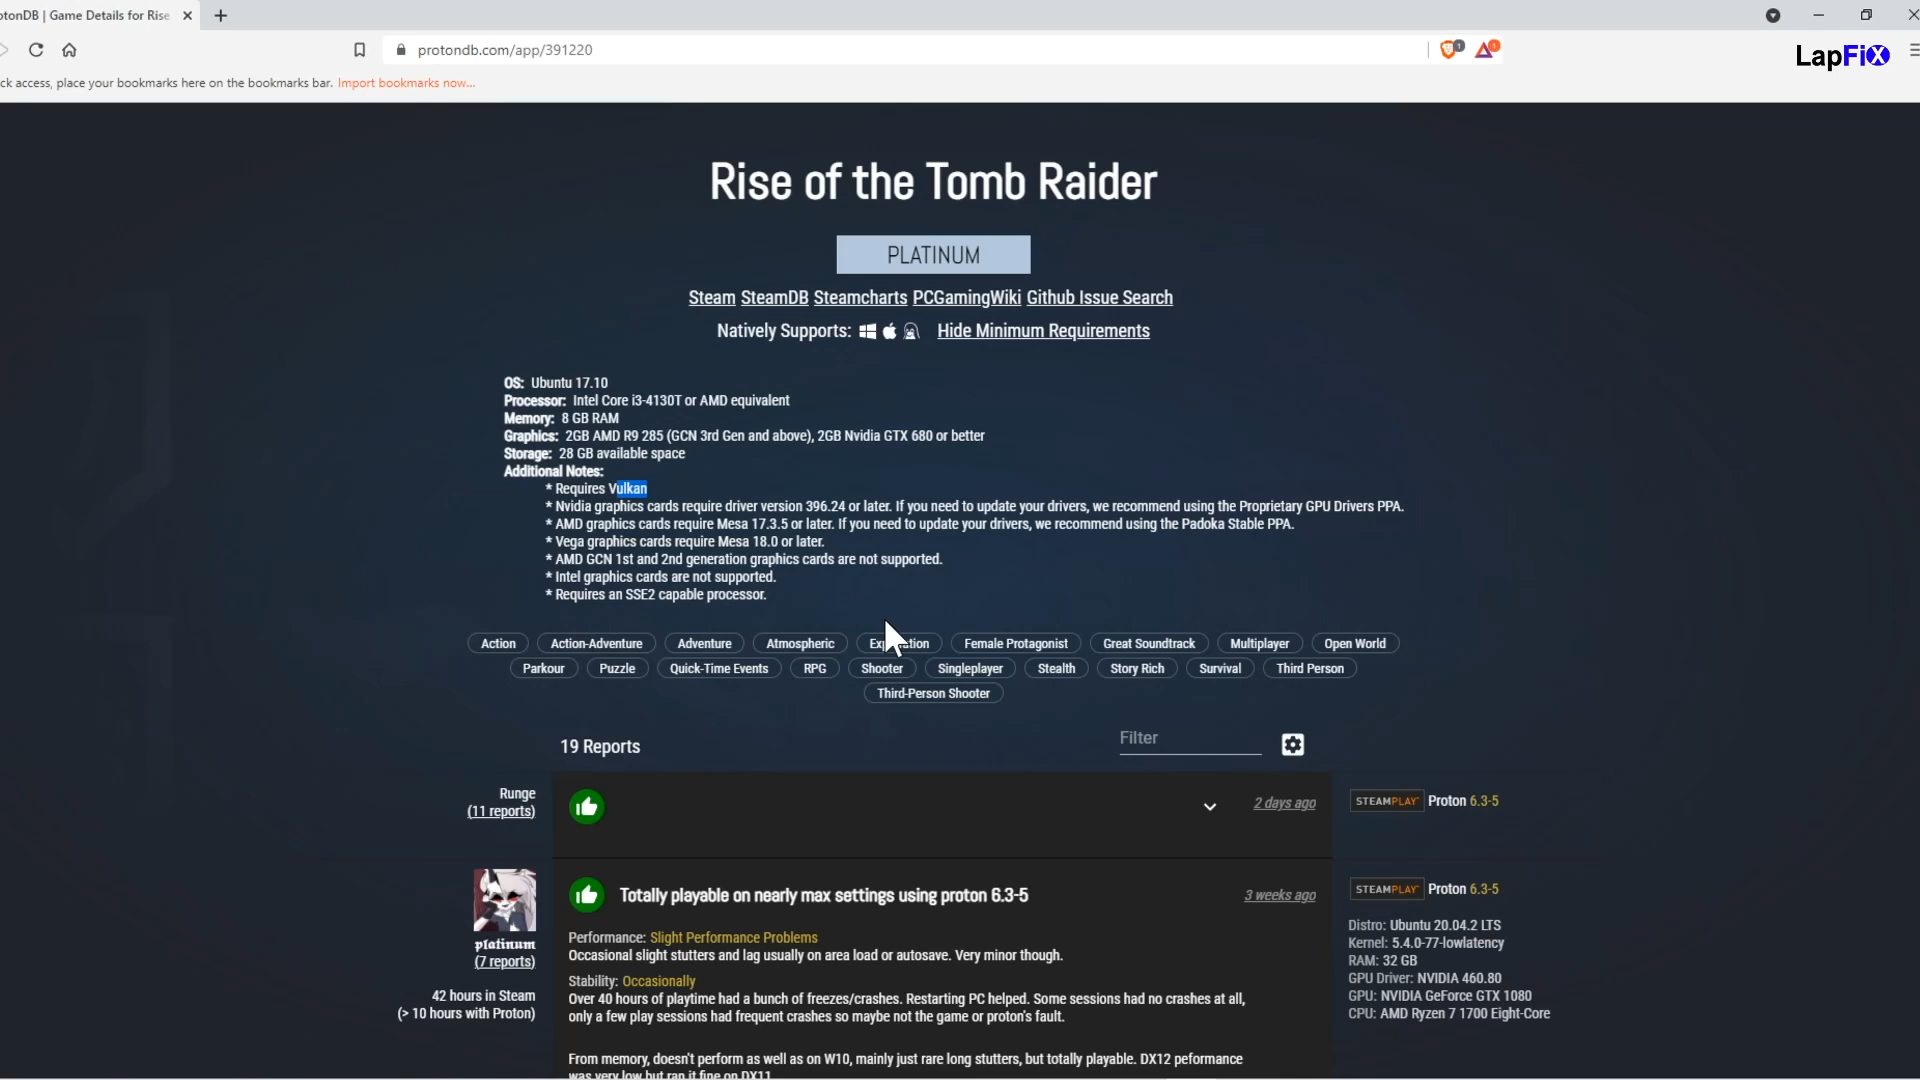 otonDB | Game Details for Rise
protondb.com/app/391220
1
1
LapFiX
ck access, place your bookmarks here on the bookmarks bar. Import bookmarks now...
Rise of the Tomb Raider
PLATINUM
Steam SteamDB Steamcharts PCGamingWiki Github Issue Search
Natively Supports: Hide Minimum Requirements
OS: Ubuntu 17.10
Processor: Intel Core i3-4130T or AMD equivalent
Memory: 8 GB RAM
Graphics: 2GB AMD R9 285 (GCN 3rd Gen and above), 2GB Nvidia GTX 680 or better
Storage: 28 GB available space
Additional Notes:
* Requires Vulkan
* Nvidia graphics cards require driver version 396.24 or later. If you need to update your drivers, we recommend using the Proprietary GPU Drivers PPA.
* AMD graphics cards require Mesa 17.3.5 or later. If you need to update your drivers, we recommend using the Padoka Stable PPA.
* Vega graphics cards require Mesa 18.0 or later.
* AMD GCN 1st and 2nd generation graphics cards are not supported.
* Intel graphics cards are not supported.
* Requires an SSE2 capable processor.
Action Action-Adventure Adventure Atmospheric Female Protagonist Great Soundtrack Multiplayer Open World
Parkour Puzzle Quick-Time Events RPG Shooter Singleplayer Stealth Story Rich Survival Third Person
Third-Person Shooter
19 Reports
Filter
Runge
(11 reports)
2 days ago
STEAMPLAY Proton 6.3-5
platinum
(7 reports)
42 hours in Steam
(> 10 hours with Proton)
Totally playable on nearly max settings using proton 6.3-5
3 weeks ago
Performance: Slight Performance Problems
Occasional slight stutters and lag usually on area load or autosave. Very minor though.
Stability: Occasionally
Over 40 hours of playtime had a bunch of freezes/crashes. Restarting PC helped. Some sessions had no crashes at all,
only a few play sessions had frequent crashes so maybe not the game or proton's fault.
From memory, doesn't perform as well as on W10, mainly just rare long stutters, but totally playable. DX12 peformance
was very low but ran it fine on DX11
STEAMPLAY Proton 6.3-5
Distro: Ubuntu 20.04.2 LTS
Kernel: 5.4.0-77-lowlatency
RAM: 32 GB
GPU Driver: NVIDIA 460.80
GPU: NVIDIA GeForce GTX 1080
CPU: AMD Ryzen 7 1700 Eight-Core